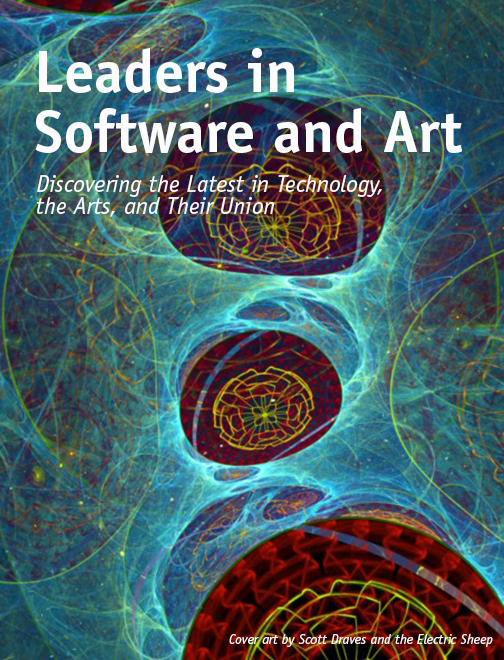 Leaders in
Software and Art
Discovering the Latest in Technology,
the Arts, and Their Union
Cover art by Scott Draves and the Electric Sheep